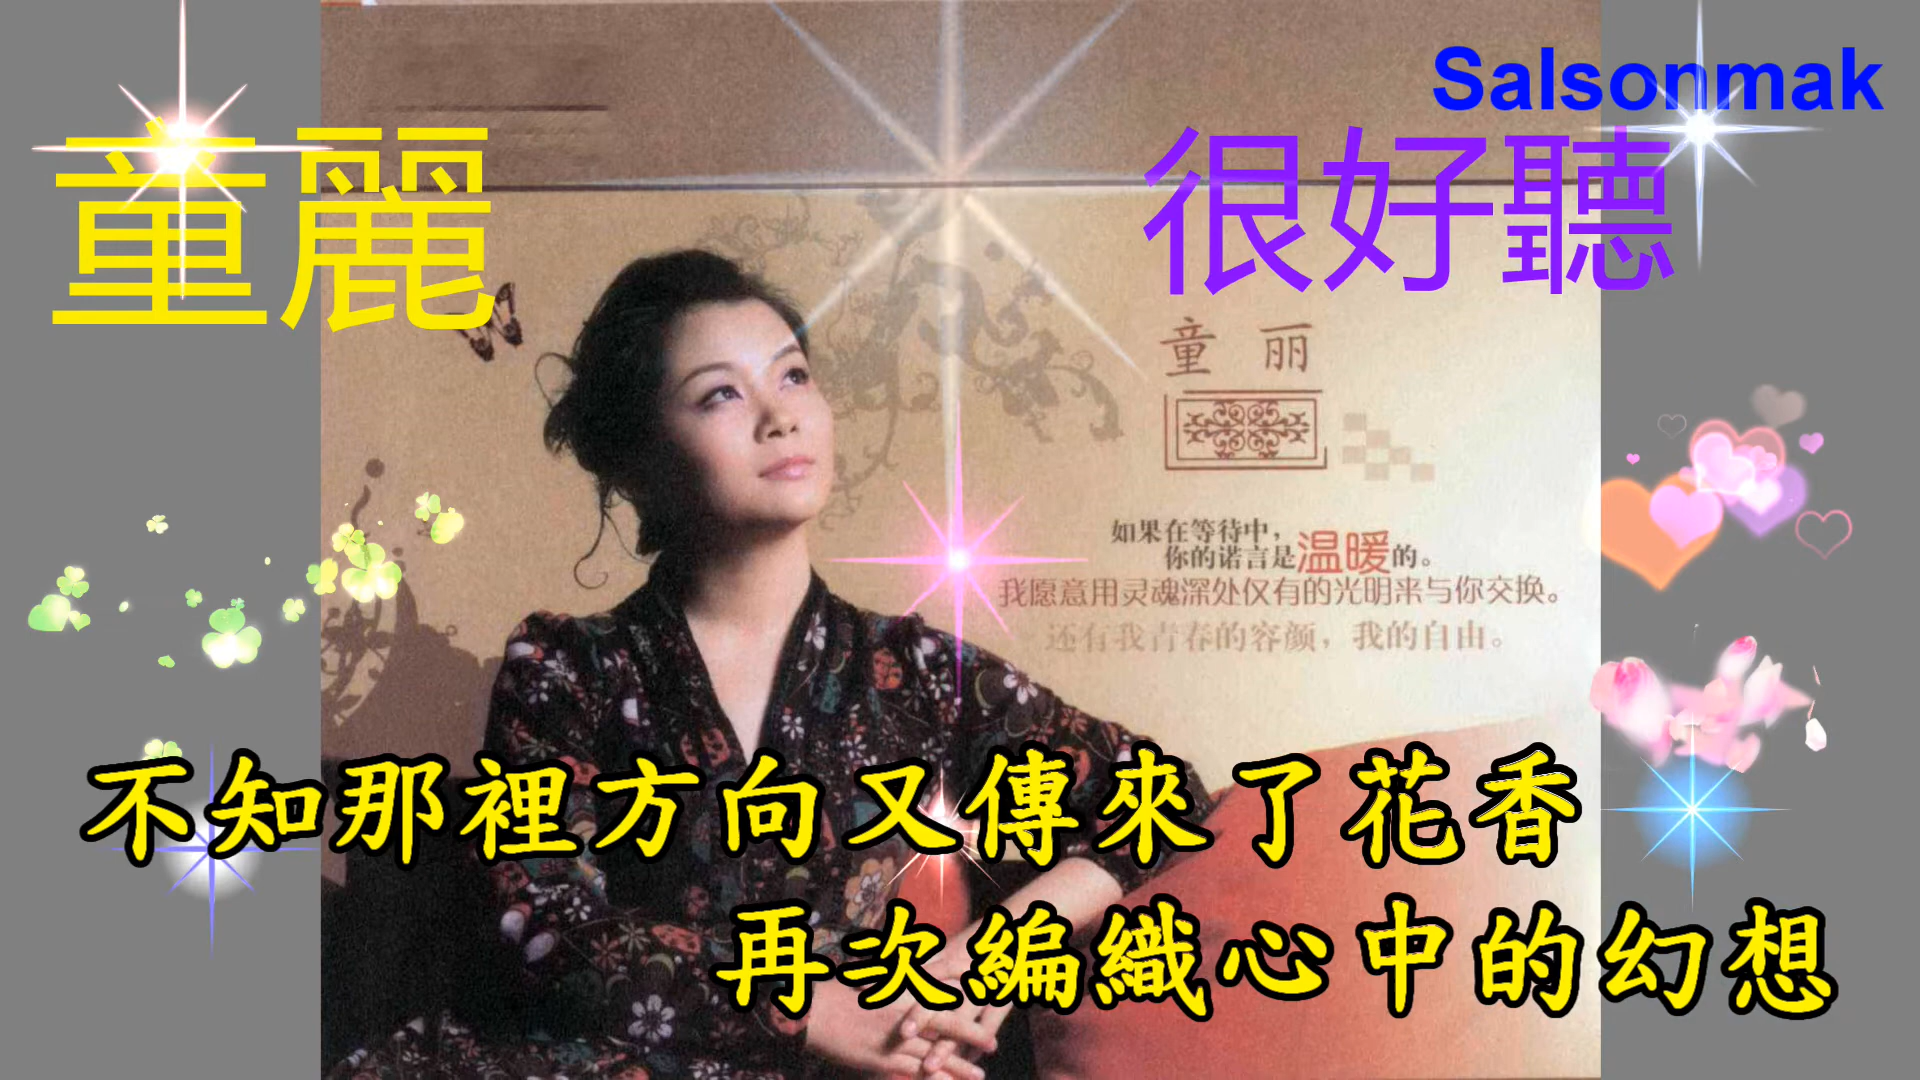 Salsonmak
童麗
很好聽
童 丽
如果在等待中，
你的诺言是温暖的。
我愿意用灵魂深处仅有的光明来与你交换。
还有我青春的容颜，我的自由。
不知那裡方向又傳來了花香
再次編織心中的幻想